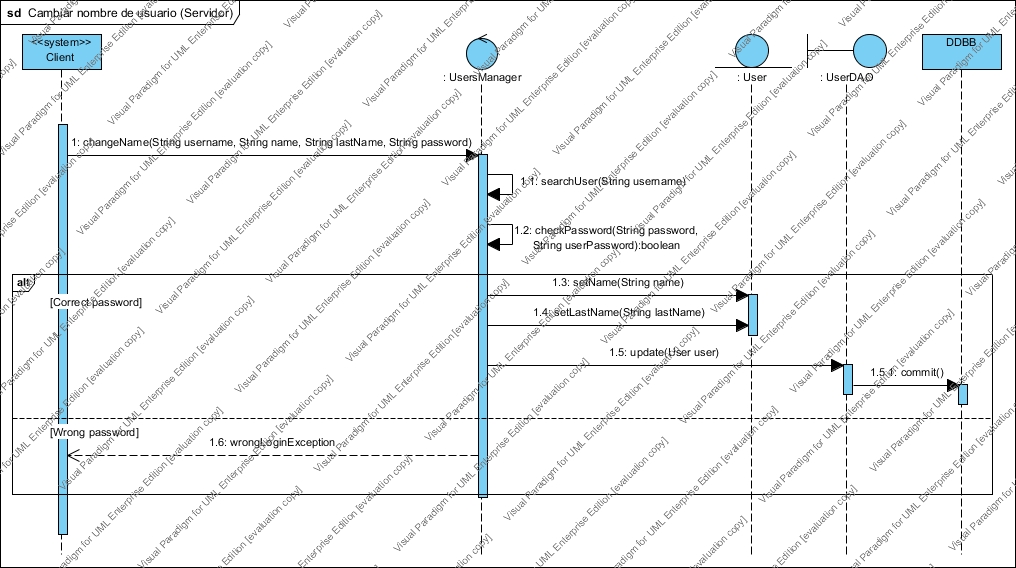 sd Cambiar nombre de usuario (Servidor)
<<system>>
Client
: UsersManager
: User
: UserDAO
DDBB
1: changeName(String username, String name, String lastName, String password)
1.1: searchUser(String username)
1.2: checkPassword(String password,
String userPassword):boolean
alt
[Correct password]
1.3: setName(String name)
1.4: setLastName(String lastName)
1.5: update(User user)
1.5.1: commit()
[Wrong password]
1.6: wrongLoginException
Visual Paradigm for UML Enterprise Edition [evaluation copy]